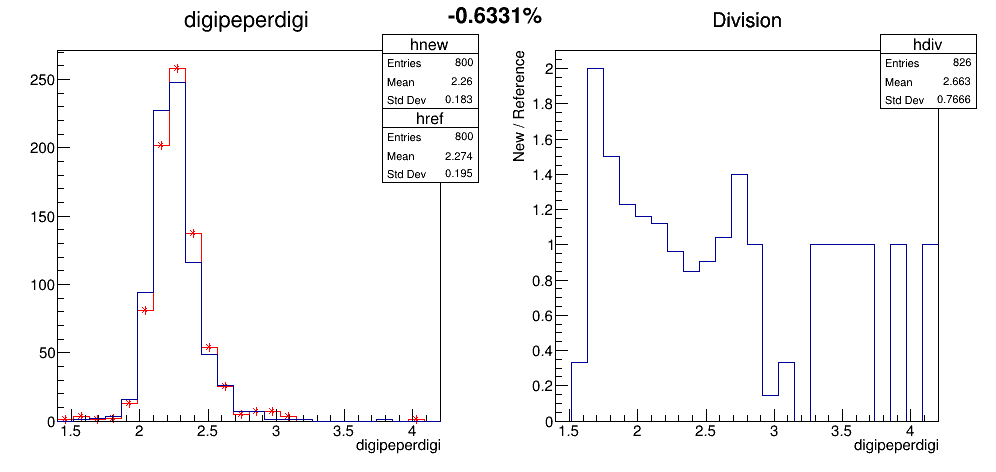 -0.6331%
digipeperdigi
hnew
Entries 800
Mean 2.26
Std Dev 0.183
href
Entries 800
Mean 2.274
Std Dev 0.195
250
200
150
100
50
0
1.5 2 2.5 3 3.5 4
digipeperdigi
Division
hdiv
Entries 826
Mean 2.663
Std Dev 0.7666
New / Reference
2
1.8
1.6
1.4
1.2
1
0.8
0.6
0.4
0.2
0
1.5 2 2.5 3 3.5 4
digipeperdigi